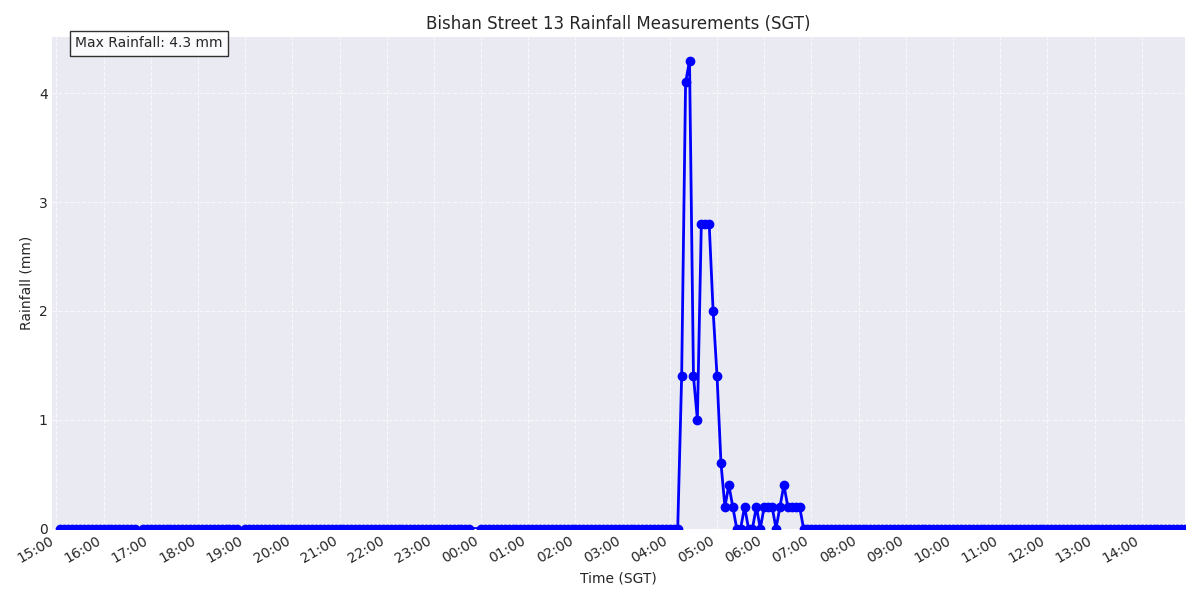 Bishan Street 13 Rainfall Measurements (SGT)
Max Rainfall: 4.3 mm
Rainfall (mm)
4
3
2
1
0
15:00 16:00 17:00 18:00 19:00 20:00 21:00 22:00 23:00 00:00 01:00 02:00 03:00 04:00 05:00 06:00 07:00 08:00 09:00 10:00 11:00 12:00 13:00 14:00
Time (SGT)